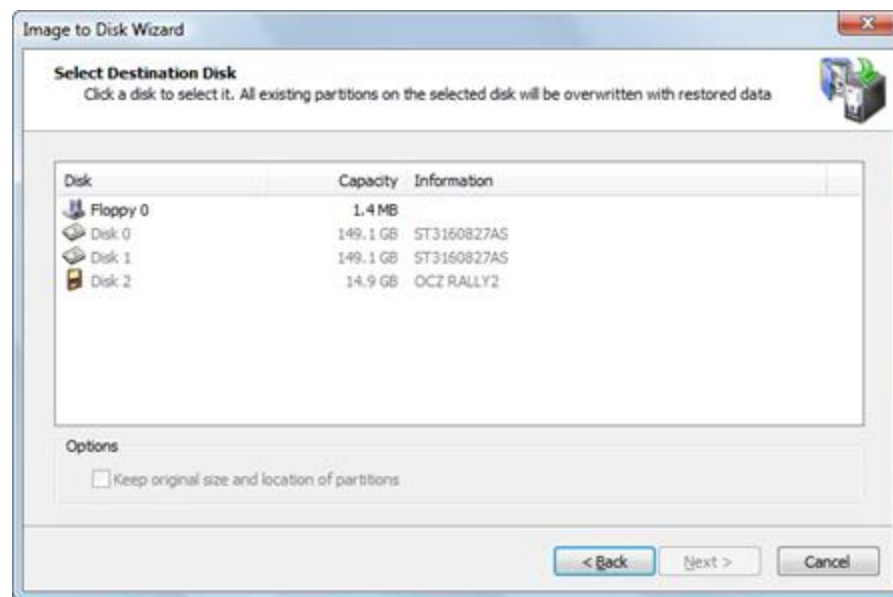 Image to Disk Wizard
Select Destination Disk
Click a disk to select it. All existing partitions on the selected disk will be overwritten with restored data
Disk Capacity Information
Floppy 0 1.4 MB
Disk 0 149.1 GB ST3160827AS
Disk 1 149.1 GB ST3160827AS
Disk 2 14.9 GB OCZ RALLY2
Options
Keep original size and location of partitions
< Back Next > Cancel